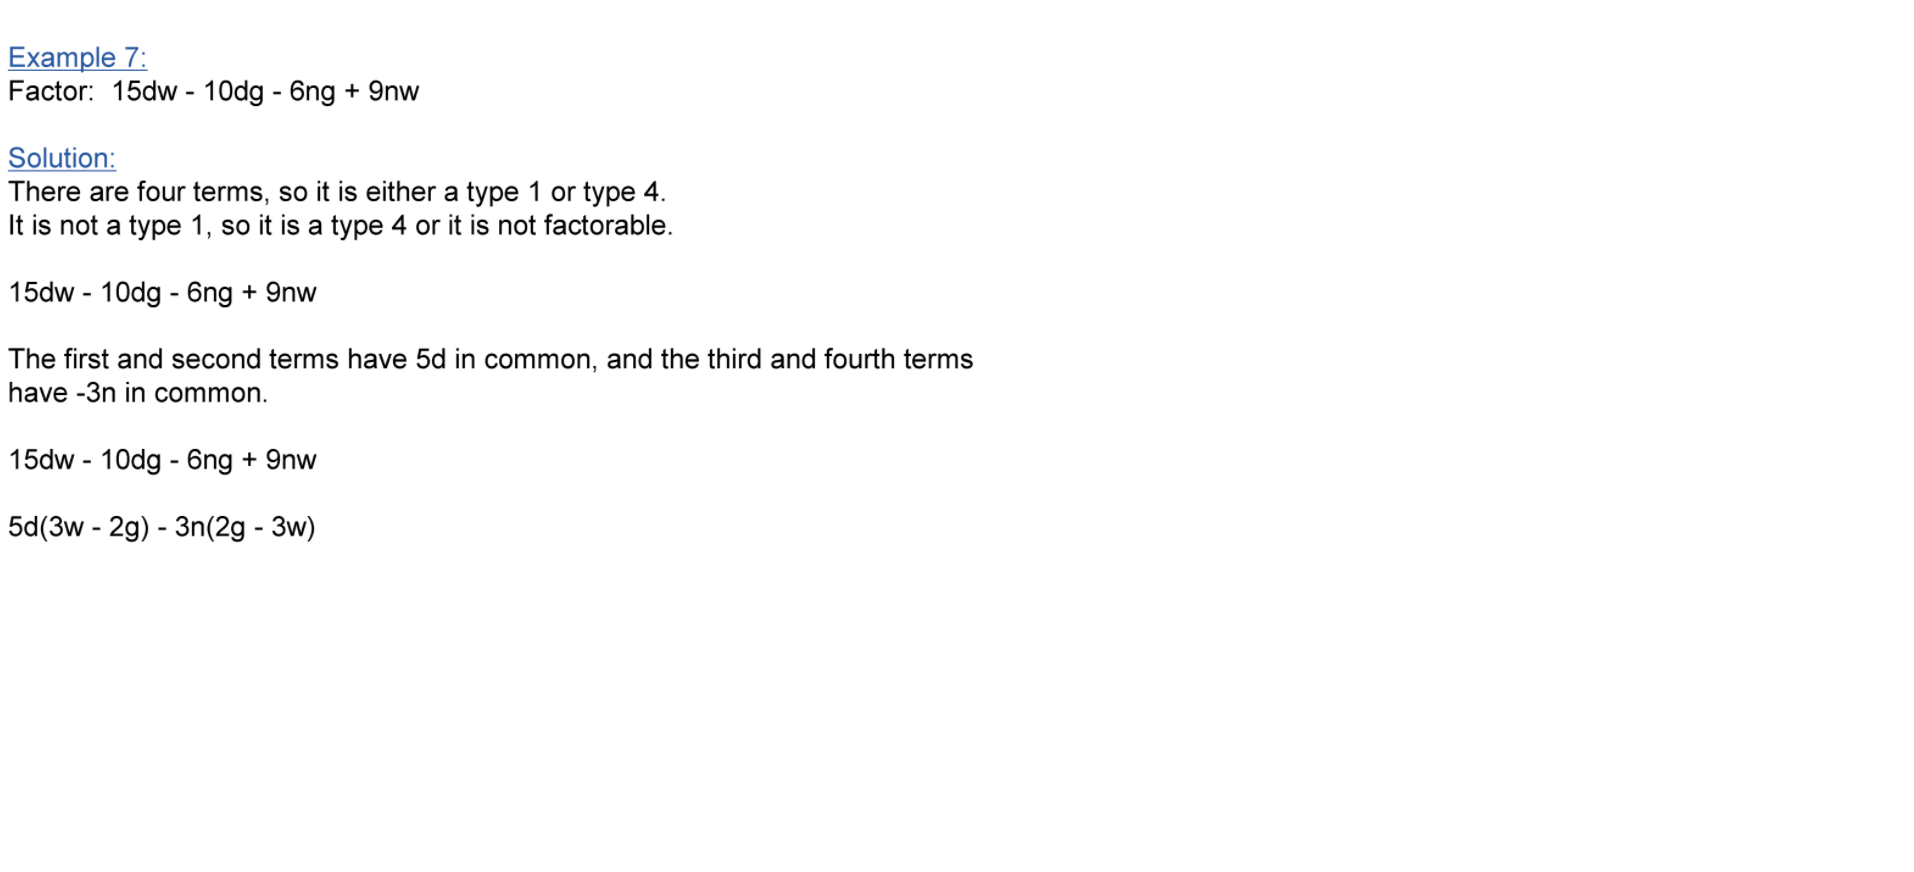 Example 7:
Factor:  15dw - 10dg - 6ng + 9nw
Solution:
There are four terms, so it is either a type 1 or type 4.
It is not a type 1, so it is a type 4 or it is not factorable.
15dw - 10dg - 6ng + 9nw
The first and second terms have 5d in common, and the third and fourth terms
have -3n in common.
15dw - 10dg - 6ng + 9nw
5d(3w - 2g) - 3n(2g - 3w)